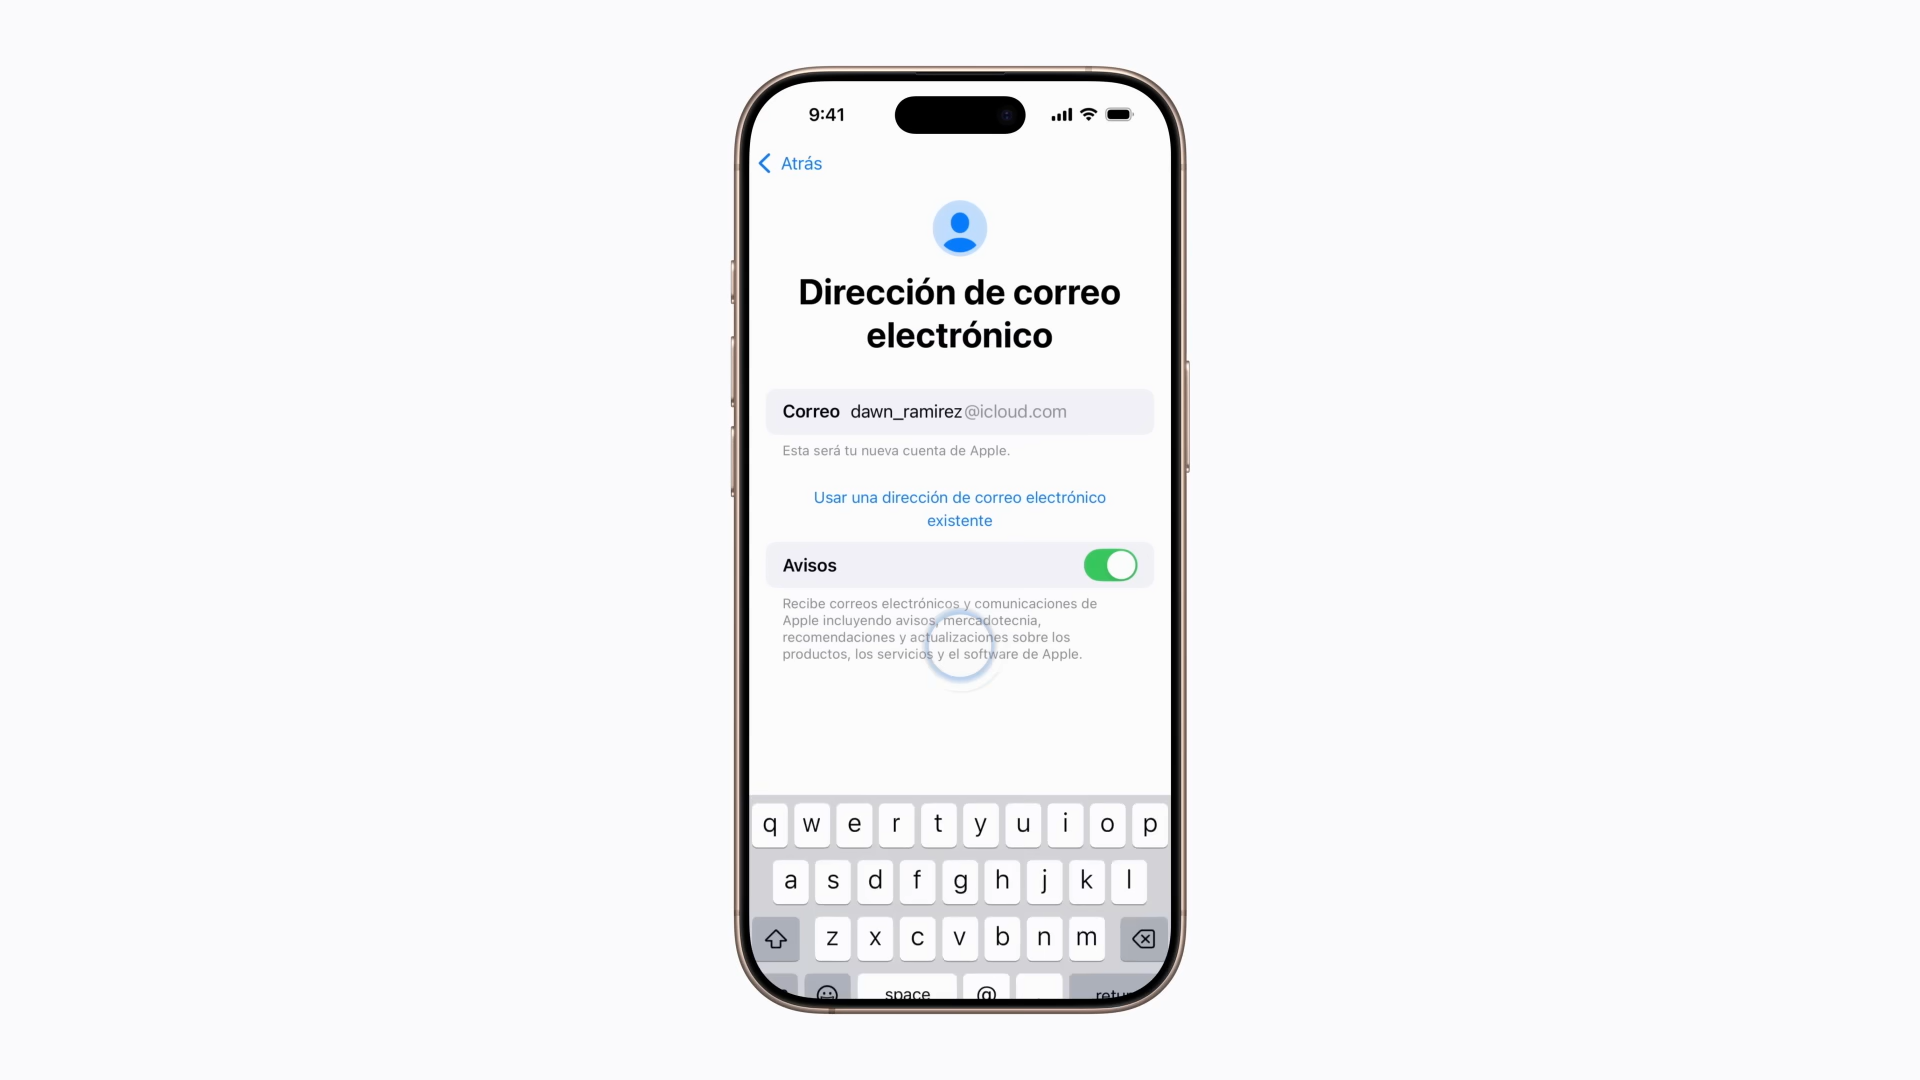 9:41
Atrás
Dirección de correo
electrónico
Correo dawn_ramirez@icloud.com
Esta será tu nueva cuenta de Apple.
Usar una dirección de correo electrónico
existente
Avisos
Recibe correos electrónicos y comunicaciones de
Apple incluyendo avisos, mercadotecnia,
recomendaciones y actualizaciones sobre los
productos, los servicios y el software de Apple.
q w e r t y u i o p
a s d f g h j k l
z x c v b n m
space @